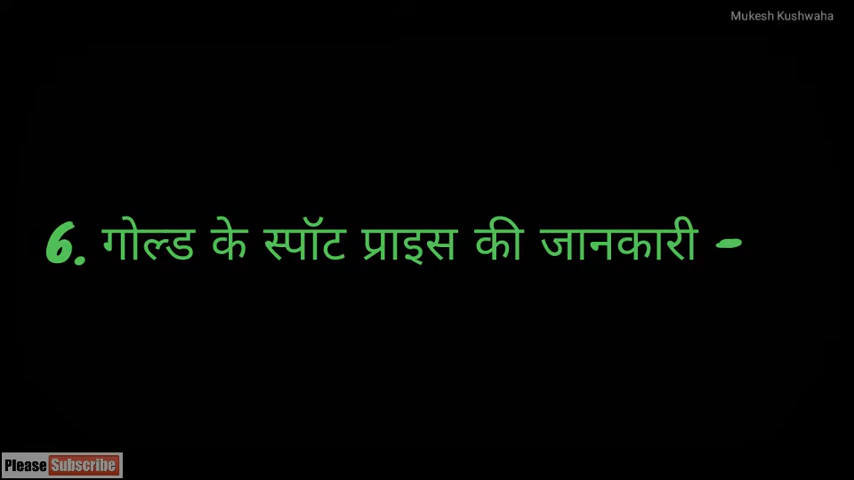 Mukesh Kushwaha
6. गोल्ड के स्पॉट प्राइस की जानकारी -
Please Subscribe